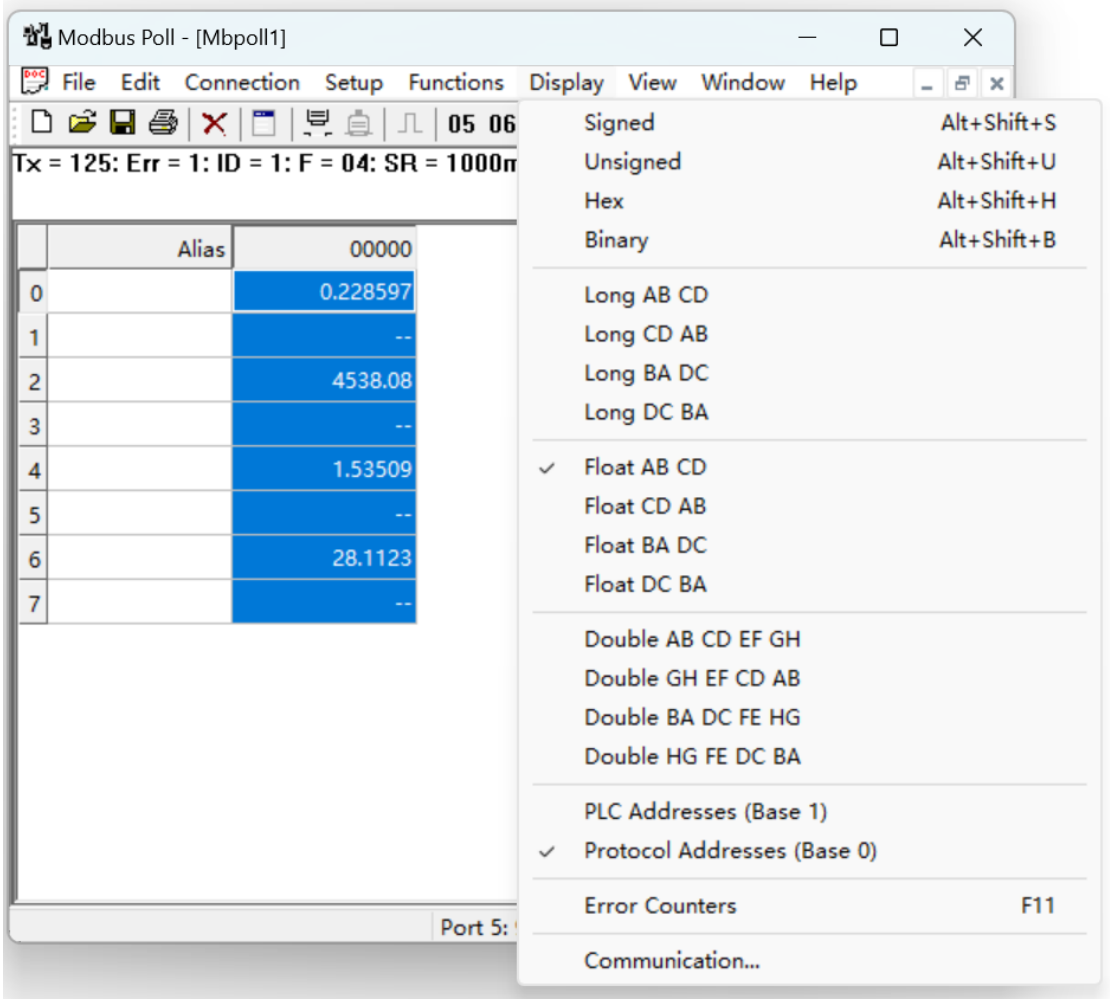 Modbus Poll - [Mbpoll1]
File Edit Connection Setup Functions Display View Window Help
05 06
Tx = 125: Err = 1: ID = 1: F = 04: SR = 1000m
Alias 00000
0 0.228597
1 --
2 4538.08
3 --
4 1.53509
5 --
6 28.1123
7 --
Port 5:
Signed Alt+Shift+S
Unsigned Alt+Shift+U
Hex Alt+Shift+H
Binary Alt+Shift+B
Long AB CD
Long CD AB
Long BA DC
Long DC BA
Float AB CD
Float CD AB
Float BA DC
Float DC BA
Double AB CD EF GH
Double GH EF CD AB
Double BA DC FE HG
Double HG FE DC BA
PLC Addresses (Base 1)
Protocol Addresses (Base 0)
Error Counters F11
Communication...